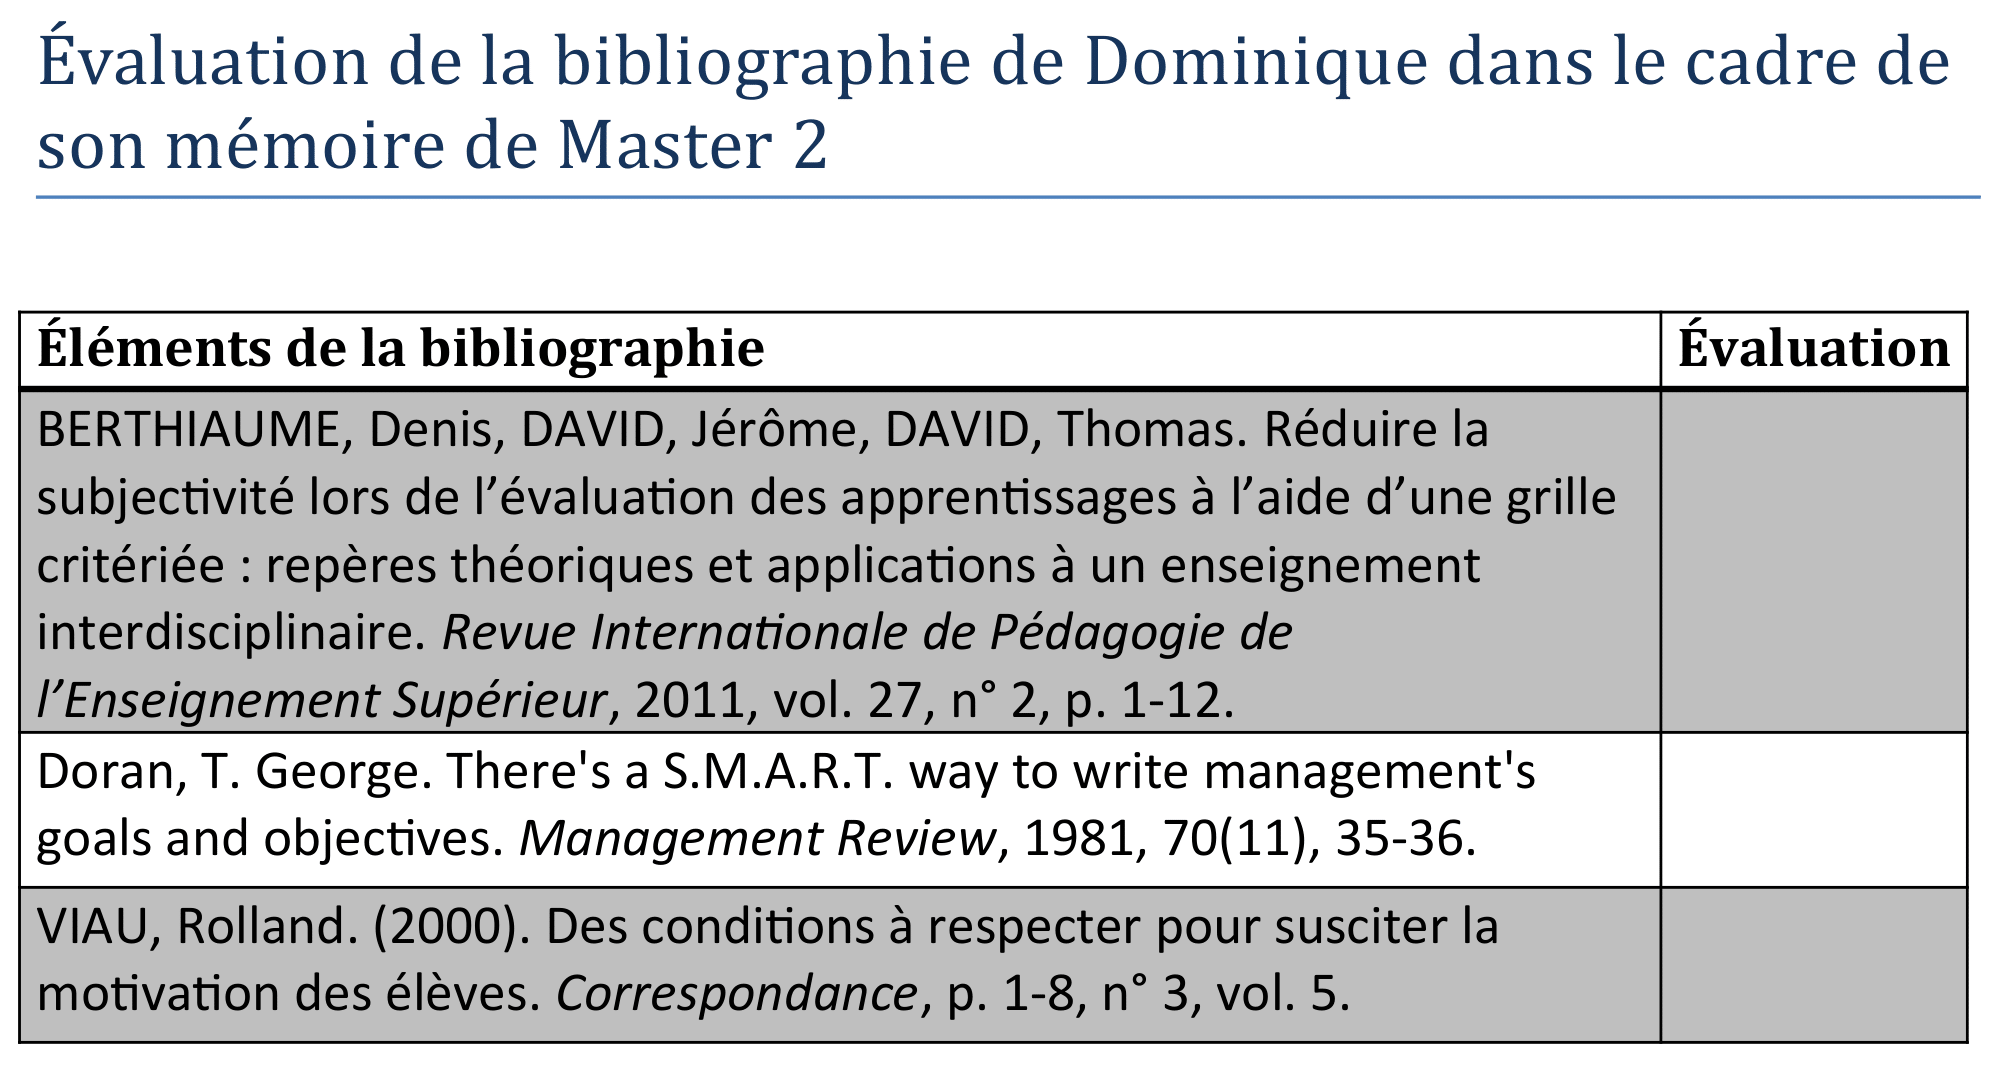 Évaluation de la bibliographie de Dominique dans le cadre de
son mémoire de Master 2
Éléments de la bibliographie
Évaluation
BERTHIAUME, Denis, DAVID, Jérôme, DAVID, Thomas. Réduire la
subjectivité lors de l’évaluation des apprentissages à l’aide d’une grille
critériée : repères théoriques et applications à un enseignement
interdisciplinaire. Revue Internationale de Pédagogie de
l’Enseignement Supérieur, 2011, vol. 27, n° 2, p. 1-12.
Doran, T. George. There's a S.M.A.R.T. way to write management's
goals and objectives. Management Review, 1981, 70(11), 35-36.
VIAU, Rolland. (2000). Des conditions à respecter pour susciter la
motivation des élèves. Correspondance, p. 1-8, n° 3, vol. 5.